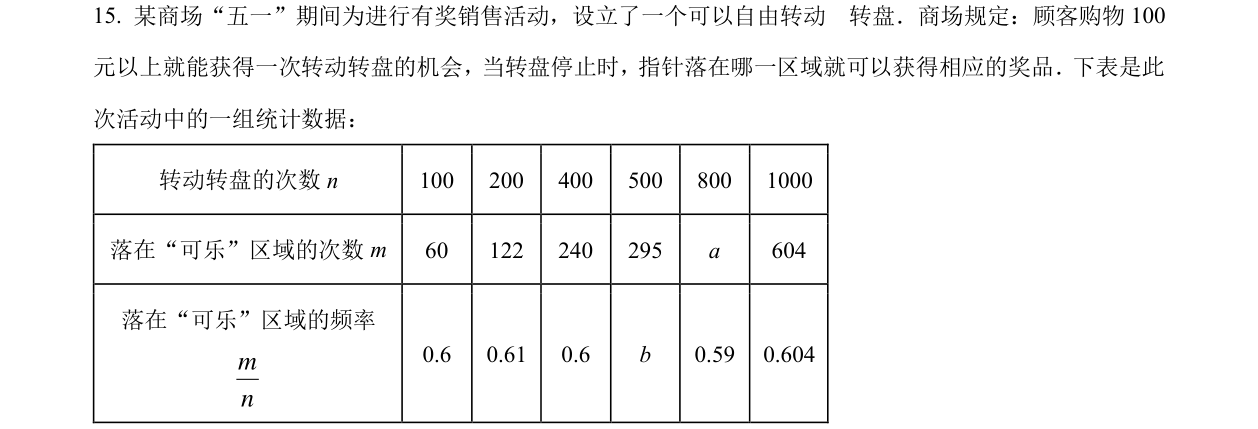 15. 某商场“五一”期间为进行有奖销售活动，设立了一个可以自由转动 转盘．商场规定：顾客购物 100
元以上就能获得一次转动转盘的机会，当转盘停止时，指针落在哪一区域就可以获得相应的奖品．下表是此
次活动中的一组统计数据：
转动转盘的次数 n 100 200 400 500 800 1000
落在“可乐”区域的次数 m 60 122 240 295 a 604
落在“可乐”区域的频率
m
n
0.6 0.61 0.6 b 0.59 0.604